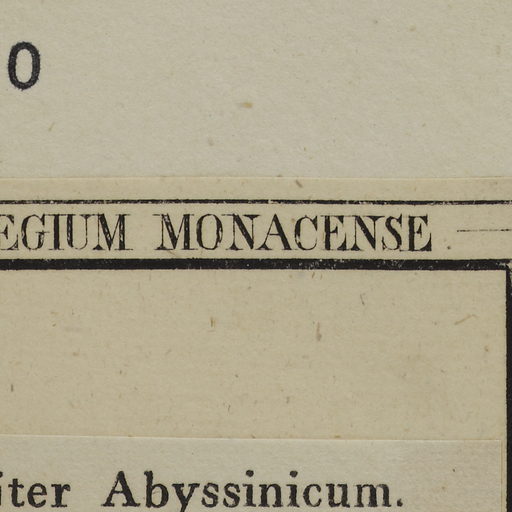 0
EGIUM MONACENSE
iter Abyssinicum.